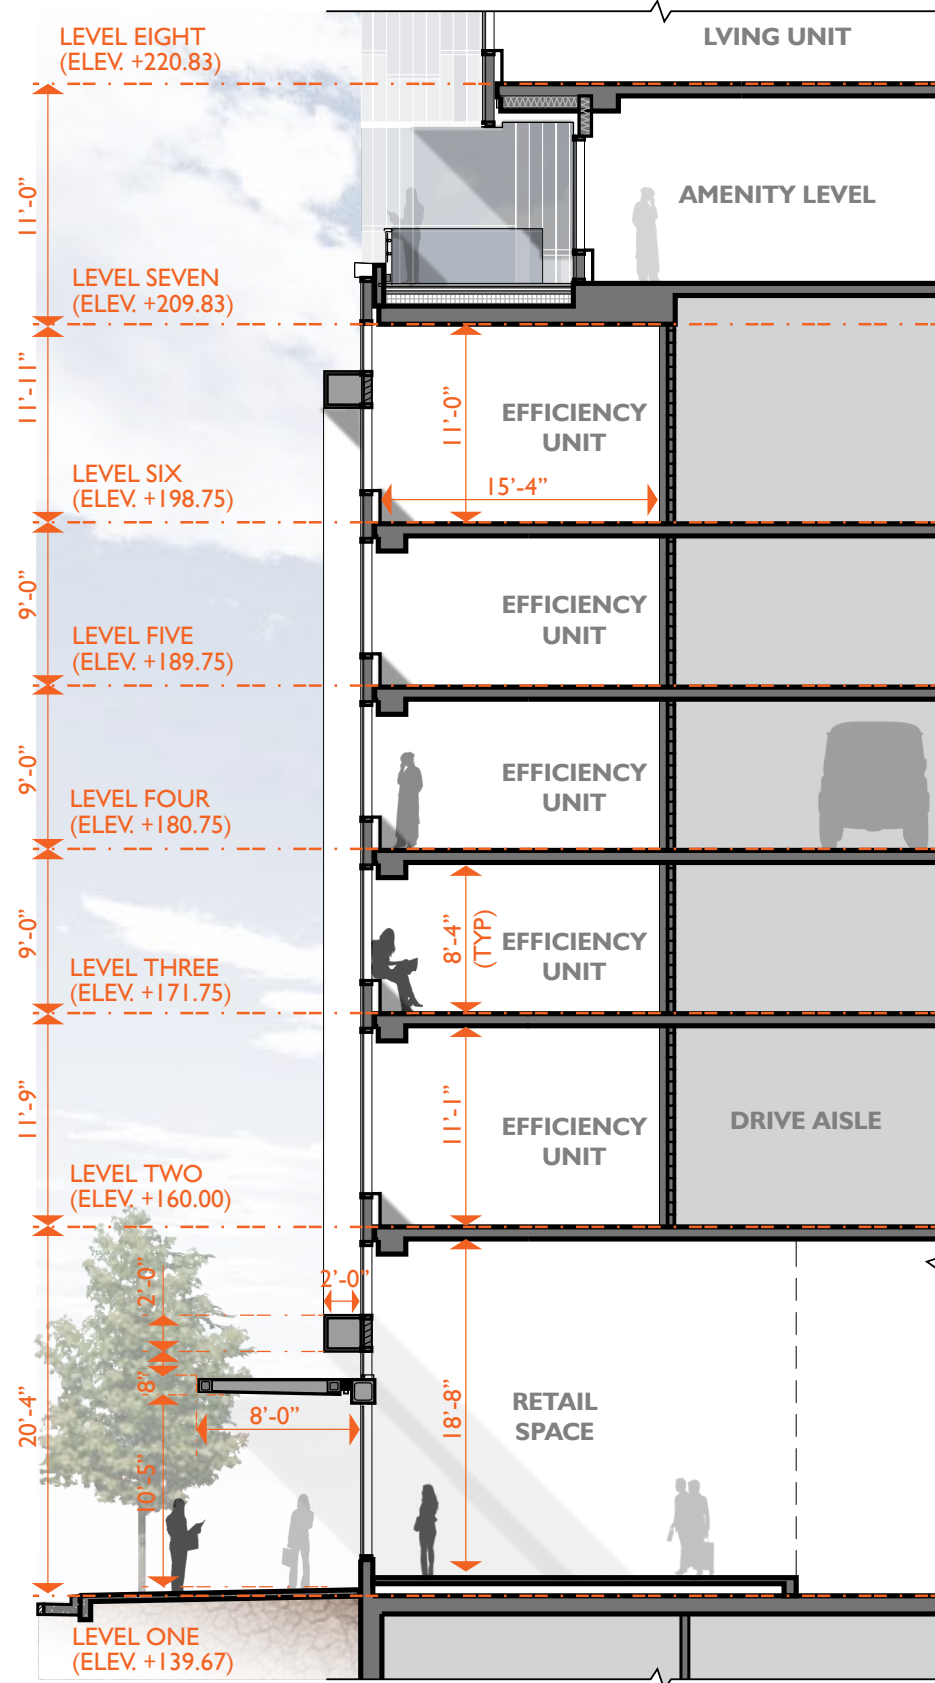 LEVEL EIGHT
(ELEV. +220.83)
LVING UNIT
11'-0"
AMENITY LEVEL
LEVEL SEVEN
(ELEV. +209.83)
11'-11"
11'-0"
EFFICIENCY
UNIT
LEVEL SIX
(ELEV. +198.75)
15'-4"
9'-0"
EFFICIENCY
UNIT
LEVEL FIVE
(ELEV. +189.75)
9'-0"
EFFICIENCY
UNIT
LEVEL FOUR
(ELEV. +180.75)
9'-0"
8'-4"
(TYP)
EFFICIENCY
UNIT
LEVEL THREE
(ELEV. +171.75)
11'-9"
11'-1"
EFFICIENCY
UNIT
DRIVE AISLE
LEVEL TWO
(ELEV. +160.00)
2'-0"
2'-0"
8"
20'-4"
8'-0"
18'-8"
RETAIL
SPACE
10'-5"
LEVEL ONE
(ELEV. +139.67)